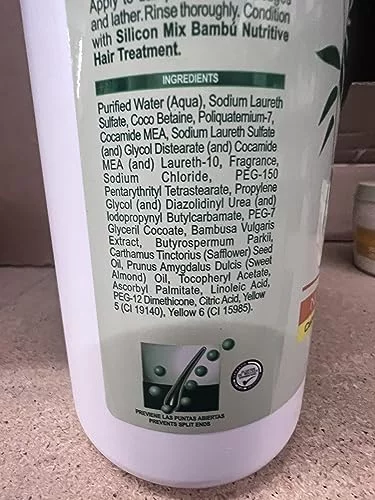 and lather. Rinse thoroughly. Condition
with Silicon Mix Bambú Nutritive
Hair Treatment.
INGREDIENTS
Purified Water (Aqua), Sodium Laureth
Sulfate, Coco Betaine, Poliquaternium-7,
Cocamide MEA, Sodium Laureth Sulfate
(and) Glycol Distearate (and) Cocamide
MEA (and) Laureth-10, Fragrance,
Sodium Chloride, PEG-150
Pentarythrityl Tetrastearate, Propylene
Glycol (and) Diazolidinyl Urea (and)
Iodopropynyl Butylcarbamate, PEG-7
Glyceril Cocoate, Bambusa Vulgaris
Extract, Butyrospermum Parkii,
Carthamus Tinctorius (Safflower) Seed
Oil, Prunus Amygdalus Dulcis (Sweet
Almond) Oil, Tocopheryl Acetate,
Ascorbyl Palmitate, Linoleic Acid,
PEG-12 Dimethicone, Citric Acid, Yellow
5 (CI 19140), Yellow 6 (CI 15985).
PREVIENE LAS PUNTAS ABIERTAS
PREVENTS SPLIT ENDS